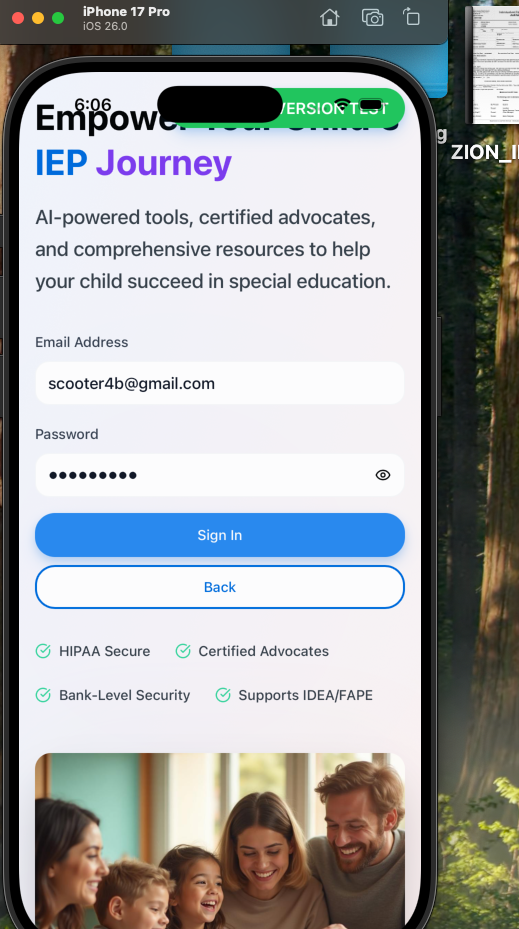 iPhone 17 Pro
iOS 26.0
6:06
VERSION TEST
Empower Your Child's
IEP Journey
AI-powered tools, certified advocates,
and comprehensive resources to help
your child succeed in special education.
Email Address
scooter4b@gmail.com
Password
Sign In
Back
HIPAA Secure
Certified Advocates
Bank-Level Security
Supports IDEA/FAPE
g
ZION_I